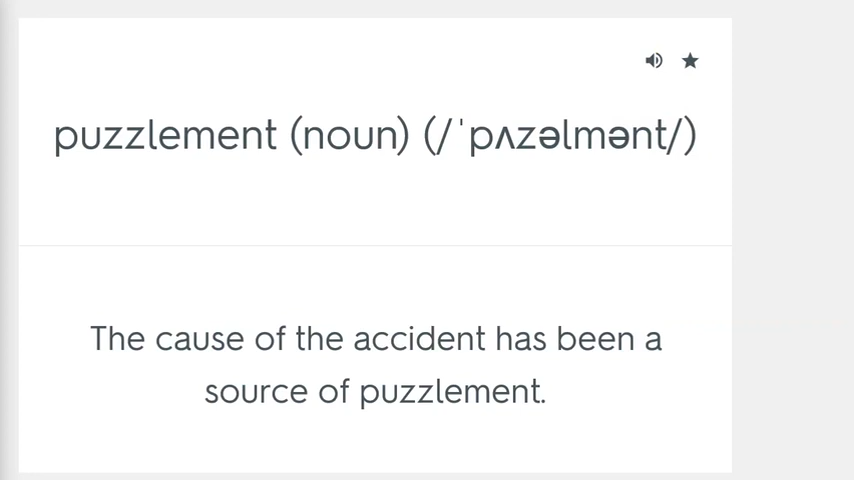 puzzlement (noun) (/ˈpʌzəlmənt/)
The cause of the accident has been a
source of puzzlement.